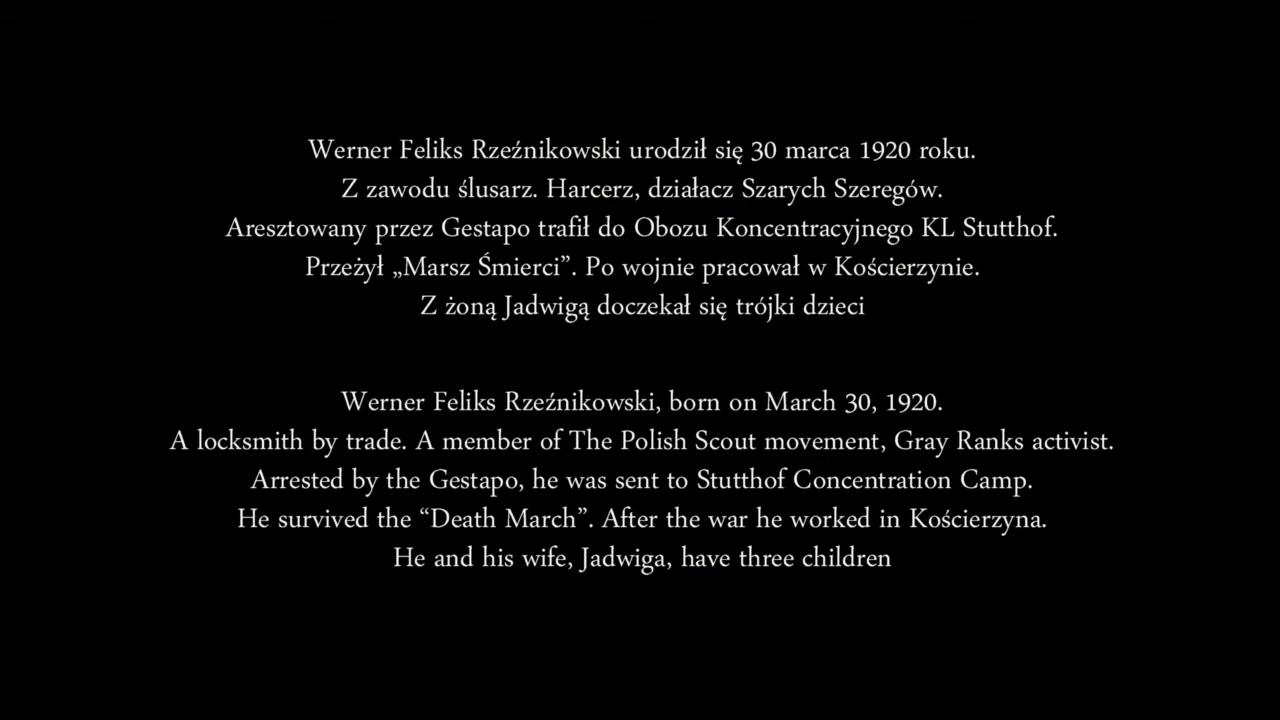 Werner Feliks Rzeźnikowski urodził się 30 marca 1920 roku.
Z zawodu ślusarz. Harcerz, działacz Szarych Szeregów.
Aresztowany przez Gestapo trafił do Obozu Koncentracyjnego KL Stutthof.
Przeżył „Marsz Śmierci”. Po wojnie pracował w Kościerzynie.
Z żoną Jadwigą doczekał się trójki dzieci
Werner Feliks Rzeźnikowski, born on March 30, 1920.
A locksmith by trade. A member of The Polish Scout movement, Gray Ranks activist.
Arrested by the Gestapo, he was sent to Stutthof Concentration Camp.
He survived the “Death March”. After the war he worked in Kościerzyna.
He and his wife, Jadwiga, have three children